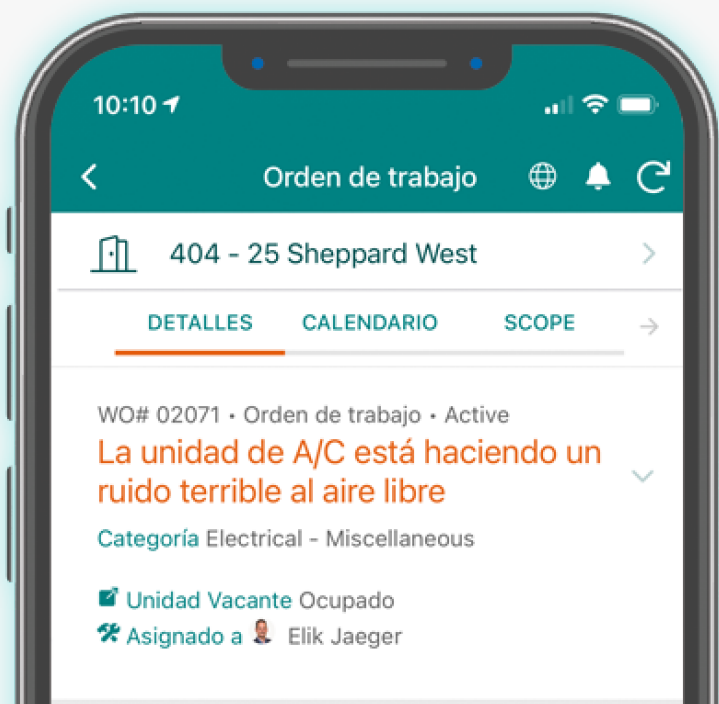 10:10
Orden de trabajo
404 - 25 Sheppard West
DETALLES CALENDARIO SCOPE
WO# 02071 • Orden de trabajo • Active
La unidad de A/C está haciendo un
ruido terrible al aire libre
Categoría Electrical - Miscellaneous
Unidad Vacante Ocupado
Asignado a Elik Jaeger